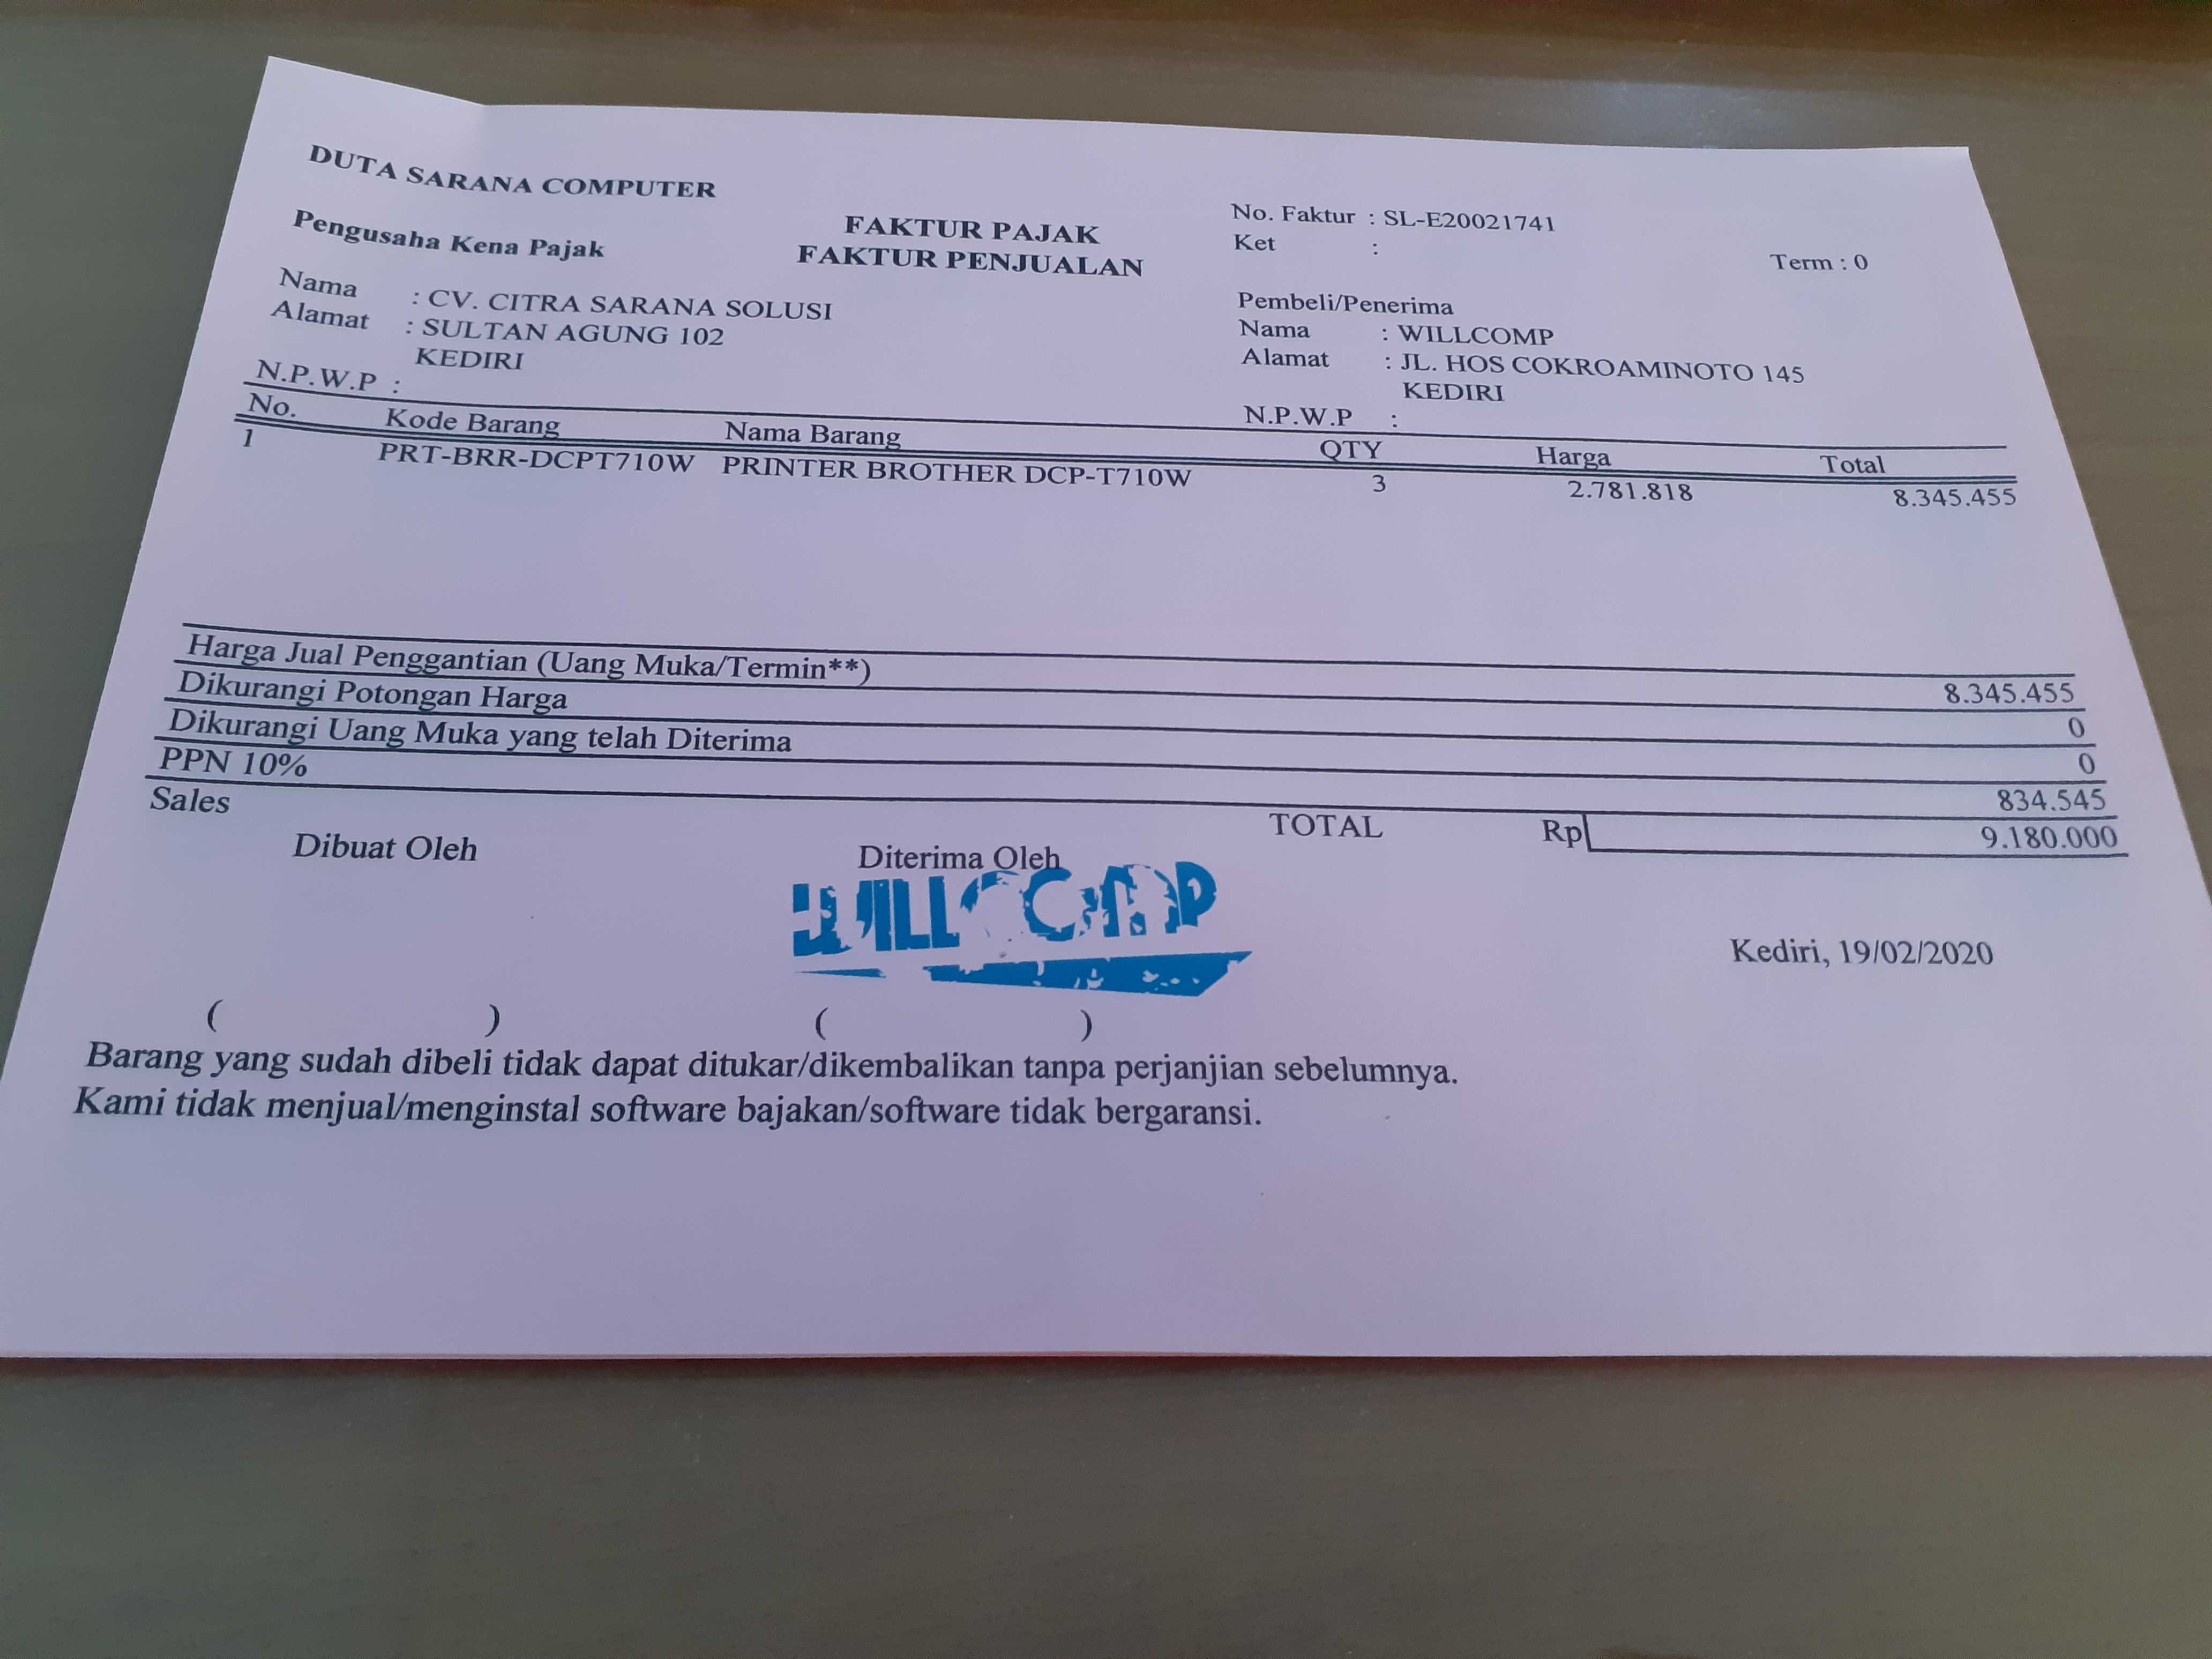 DUTA SARANA COMPUTER
FAKTUR PAJAK
FAKTUR PENJUALAN
No. Faktur : SL-E20021741
Ket :
Term : 0
Pengusaha Kena Pajak
Nama : CV. CITRA SARANA SOLUSI
Alamat : SULTAN AGUNG 102
KEDIRI
N.P.W.P :
Pembeli/Penerima
Nama : WILLCOMP
Alamat : JL. HOS COKROAMINOTO 145
KEDIRI
N.P.W.P :
No. Kode Barang Nama Barang QTY Harga Total
1 PRT-BRR-DCPT710W PRINTER BROTHER DCP-T710W 3 2.781.818 8.345.455
Harga Jual Penggantian (Uang Muka/Termin**) 8.345.455
Dikurangi Potongan Harga 0
Dikurangi Uang Muka yang telah Diterima 0
PPN 10% 834.545
Sales TOTAL Rp 9.180.000
Dibuat Oleh Diterima Oleh
WILLCOMP
Kediri, 19/02/2020
( ) ( )
Barang yang sudah dibeli tidak dapat ditukar/dikembalikan tanpa perjanjian sebelumnya.
Kami tidak menjual/menginstal software bajakan/software tidak bergaransi.